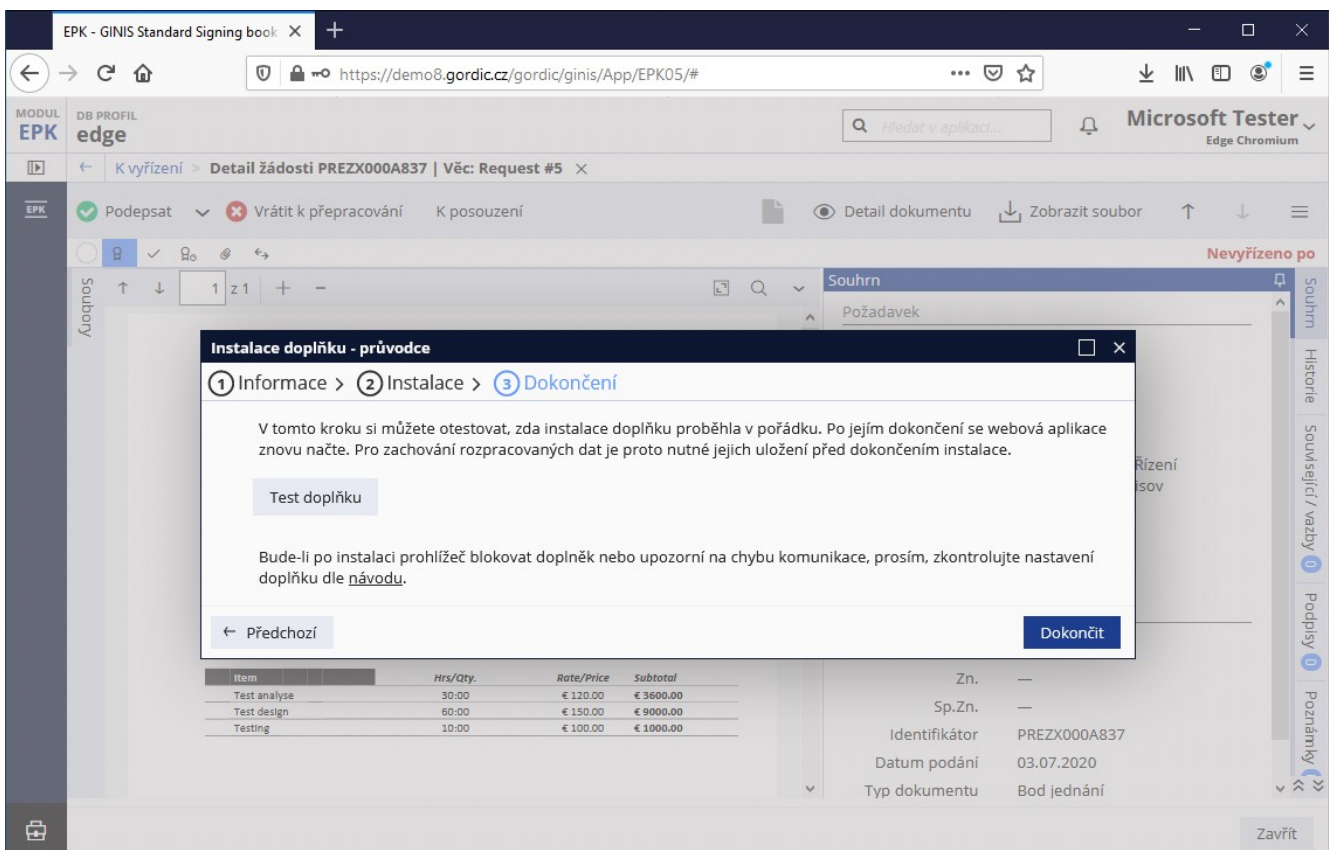 EPK - GINIS Standard Signing book
https://demo8.gordic.cz/gordic/ginis/App/EPK05/#
MODUL
EPK
DB PROFIL
edge
Hledat v aplikaci...
Microsoft Tester
Edge Chromium
K vyřízení > Detail žádosti PREZX000A837 | Věc: Request #5
EPK
Podepsat
Vrátit k přepracování
K posouzení
Detail dokumentu
Zobrazit soubor
Nevyřízeno po
Soubory
1 z 1
Souhrn
Požadavek
Instalace doplňku - průvodce
1 Informace > 2 Instalace > 3 Dokončení
V tomto kroku si můžete otestovat, zda instalace doplňku proběhla v pořádku. Po jejím dokončení se webová aplikace
znovu načte. Pro zachování rozpracovaných dat je proto nutné jejich uložení před dokončením instalace.
Test doplňku
Bude-li po instalaci prohlížeč blokovat doplněk nebo upozorní na chybu komunikace, prosím, zkontrolujte nastavení
doplňku dle návodu.
← Předchozí
Dokončit
Řízení
isov
Item Hrs/Qty. Rate/Price Subtotal
Test analyse 30:00 € 120.00 € 3600.00
Test design 60:00 € 150.00 € 9000.00
Testing 10:00 € 100.00 € 1000.00
Zn. —
Sp.Zn. —
Identifikátor PREZX000A837
Datum podání 03.07.2020
Typ dokumentu Bod jednání
Souhrn
Historie
Související / vazby 0
Podpisy 0
Poznámky
Zavřít